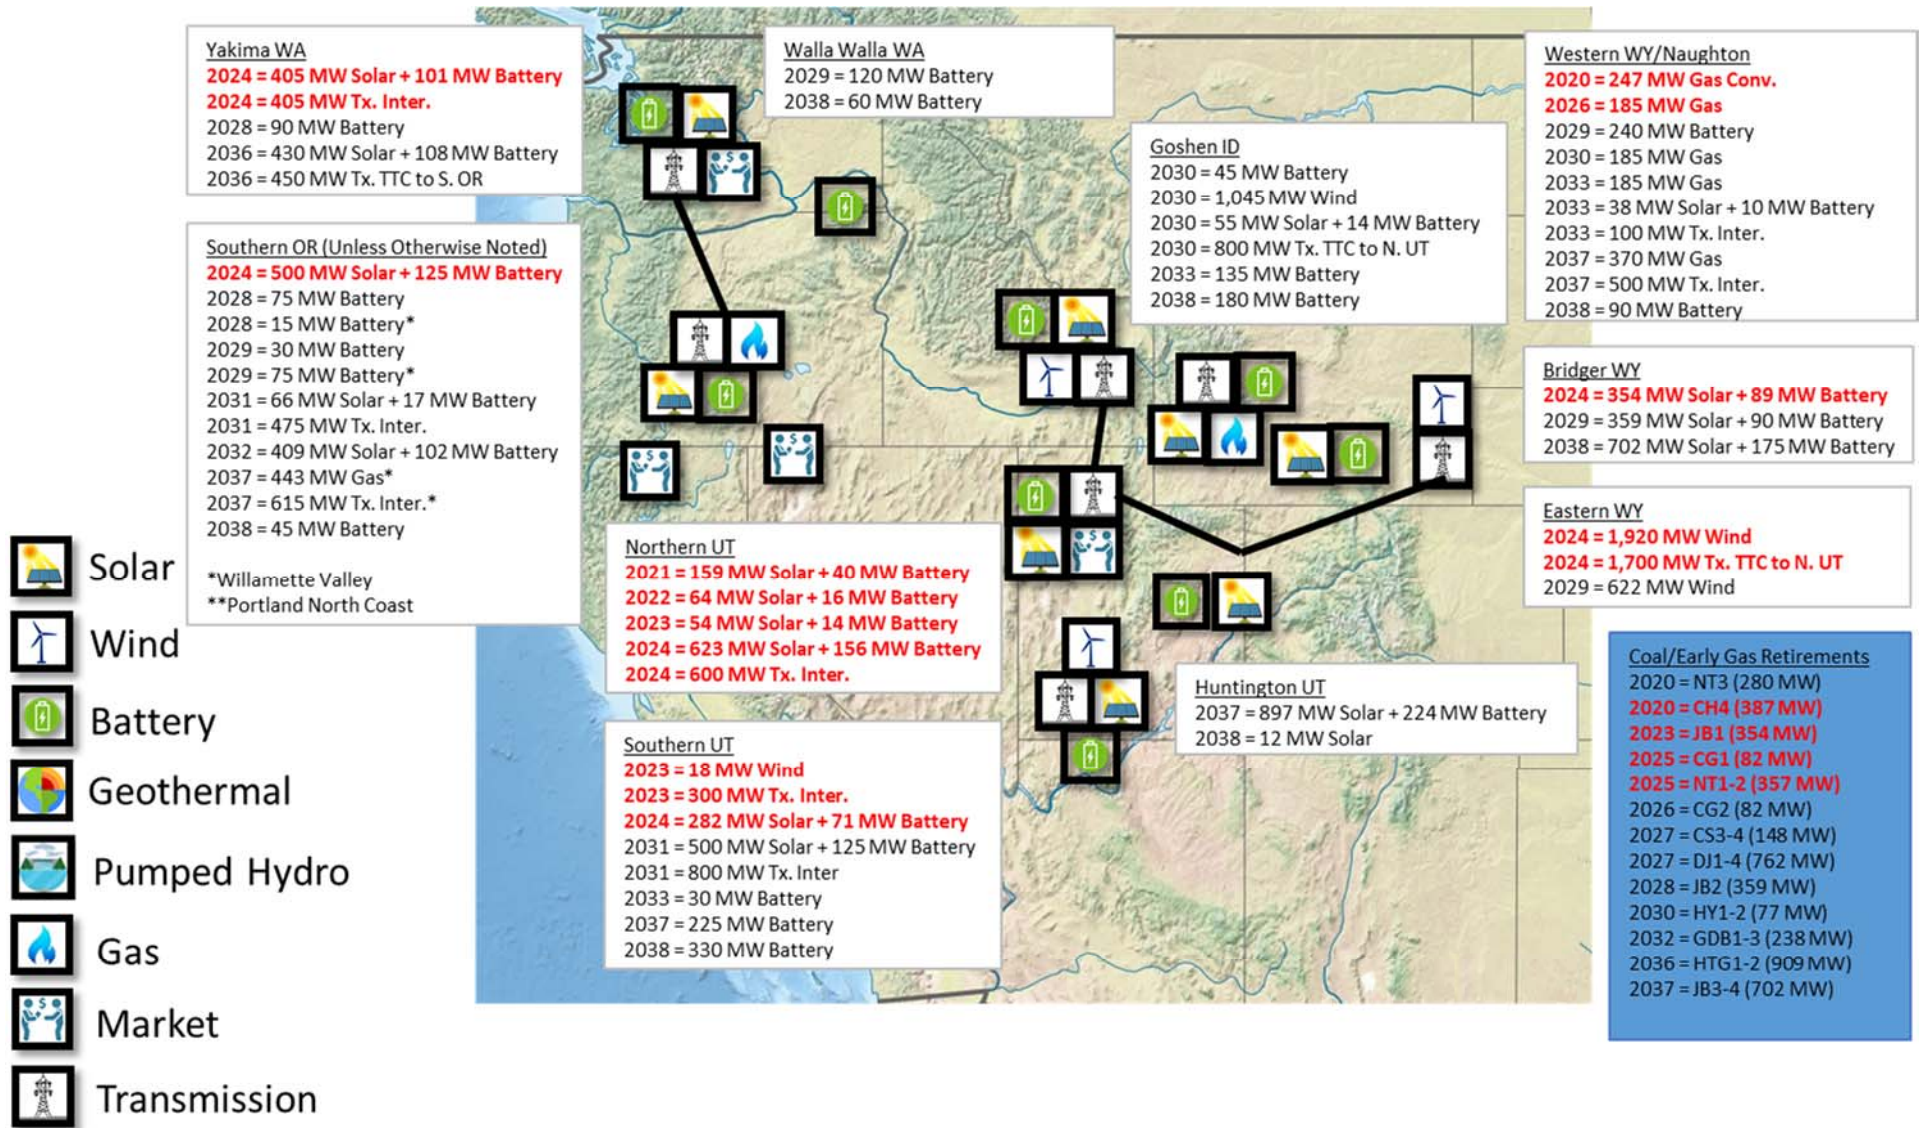 Yakima WA
2024 = 405 MW Solar + 101 MW Battery
2024 = 405 MW Tx. Inter.
2028 = 90 MW Battery
2036 = 430 MW Solar + 108 MW Battery
2036 = 450 MW Tx. TTC to S. OR
Walla Walla WA
2029 = 120 MW Battery
2038 = 60 MW Battery
Western WY/Naughton
2020 = 247 MW Gas Conv.
2026 = 185 MW Gas
2029 = 240 MW Battery
2030 = 185 MW Gas
2033 = 185 MW Gas
2033 = 38 MW Solar + 10 MW Battery
2033 = 100 MW Tx. Inter.
2037 = 370 MW Gas
2037 = 500 MW Tx. Inter.
2038 = 90 MW Battery
Goshen ID
2030 = 45 MW Battery
2030 = 1,045 MW Wind
2030 = 55 MW Solar + 14 MW Battery
2030 = 800 MW Tx. TTC to N. UT
2033 = 135 MW Battery
2038 = 180 MW Battery
Southern OR (Unless Otherwise Noted)
2024 = 500 MW Solar + 125 MW Battery
2028 = 75 MW Battery
2028 = 15 MW Battery*
2029 = 30 MW Battery
2029 = 75 MW Battery*
2031 = 66 MW Solar + 17 MW Battery
2031 = 475 MW Tx. Inter.
2032 = 409 MW Solar + 102 MW Battery
2037 = 443 MW Gas*
2037 = 615 MW Tx. Inter.*
2038 = 45 MW Battery
*Willamette Valley
**Portland North Coast
Bridger WY
2024 = 354 MW Solar + 89 MW Battery
2029 = 359 MW Solar + 90 MW Battery
2038 = 702 MW Solar + 175 MW Battery
Eastern WY
2024 = 1,920 MW Wind
2024 = 1,700 MW Tx. TTC to N. UT
2029 = 622 MW Wind
Northern UT
2021 = 159 MW Solar + 40 MW Battery
2022 = 64 MW Solar + 16 MW Battery
2023 = 54 MW Solar + 14 MW Battery
2024 = 623 MW Solar + 156 MW Battery
2024 = 600 MW Tx. Inter.
Southern UT
2023 = 18 MW Wind
2023 = 300 MW Tx. Inter.
2024 = 282 MW Solar + 71 MW Battery
2031 = 500 MW Solar + 125 MW Battery
2031 = 800 MW Tx. Inter
2033 = 30 MW Battery
2037 = 225 MW Battery
2038 = 330 MW Battery
Huntington UT
2037 = 897 MW Solar + 224 MW Battery
2038 = 12 MW Solar
Coal/Early Gas Retirements
2020 = NT3 (280 MW)
2020 = CH4 (387 MW)
2023 = JB1 (354 MW)
2025 = CG1 (82 MW)
2025 = NT1-2 (357 MW)
2026 = CG2 (82 MW)
2027 = CS3-4 (148 MW)
2027 = DJ1-4 (762 MW)
2028 = JB2 (359 MW)
2030 = HY1-2 (77 MW)
2032 = GDB1-3 (238 MW)
2036 = HTG1-2 (909 MW)
2037 = JB3-4 (702 MW)
Solar
Wind
Battery
Geothermal
Pumped Hydro
Gas
Market
Transmission